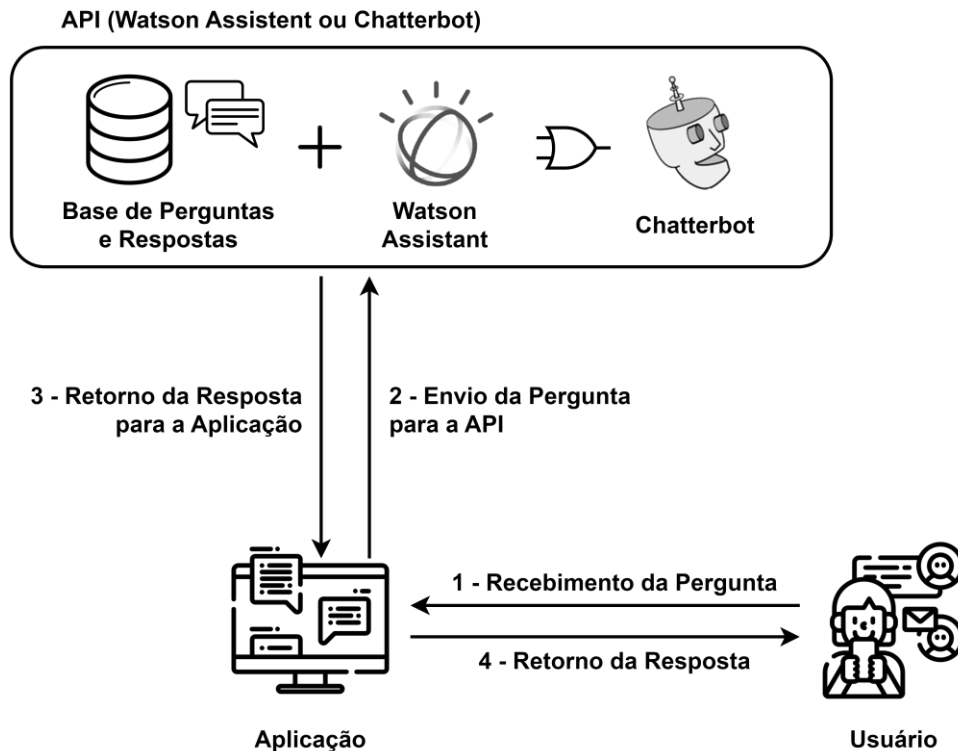 API (Watson Assistent ou Chatterbot)
Base de Perguntas
e Respostas
Watson
Assistant
Chatterbot
3 - Retorno da Resposta
para a Aplicação
2 - Envio da Pergunta
para a API
1 - Recebimento da Pergunta
4 - Retorno da Resposta
Aplicação
Usuário